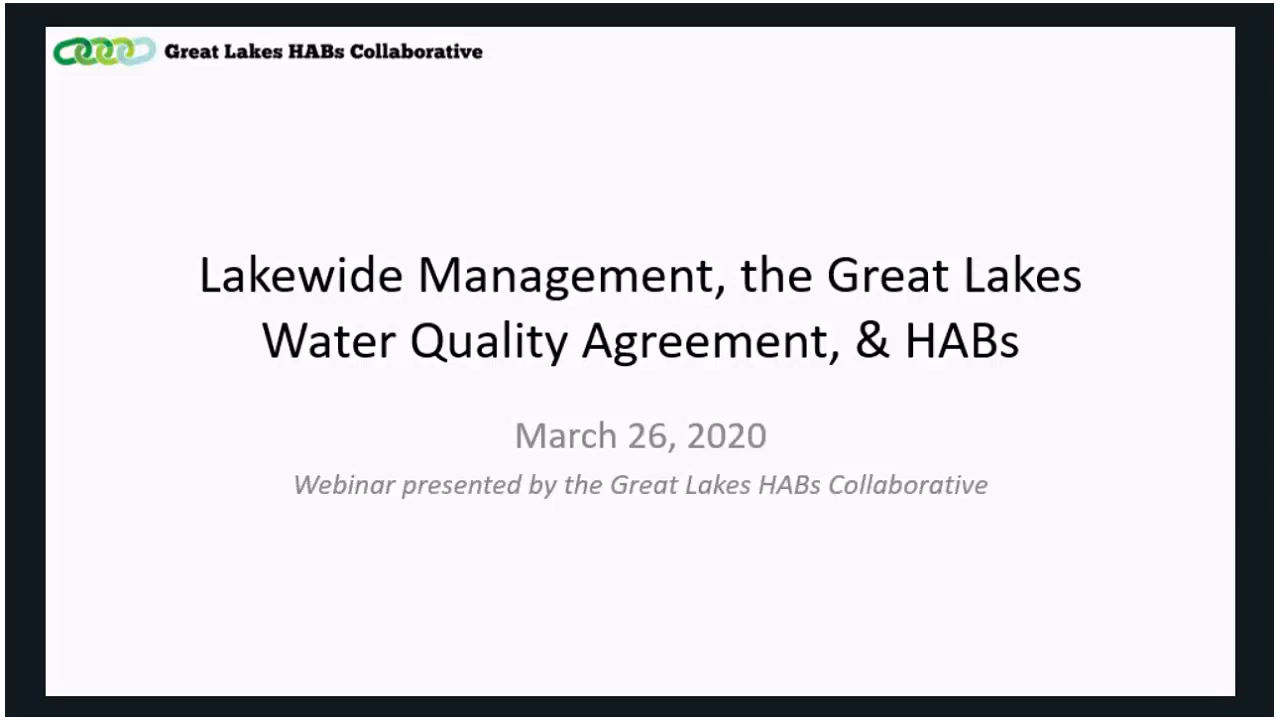 Great Lakes HABs Collaborative
Lakewide Management, the Great Lakes
Water Quality Agreement, & HABs
March 26, 2020
Webinar presented by the Great Lakes HABs Collaborative